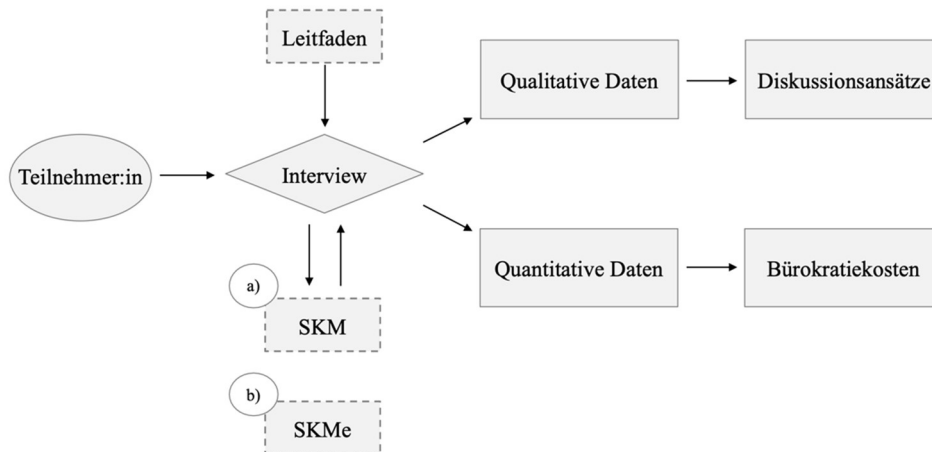 Leitfaden
Qualitative Daten
Diskussionsansätze
Teilnehmer:in
Interview
Quantitative Daten
Bürokratiekosten
a)
SKM
b)
SKMe